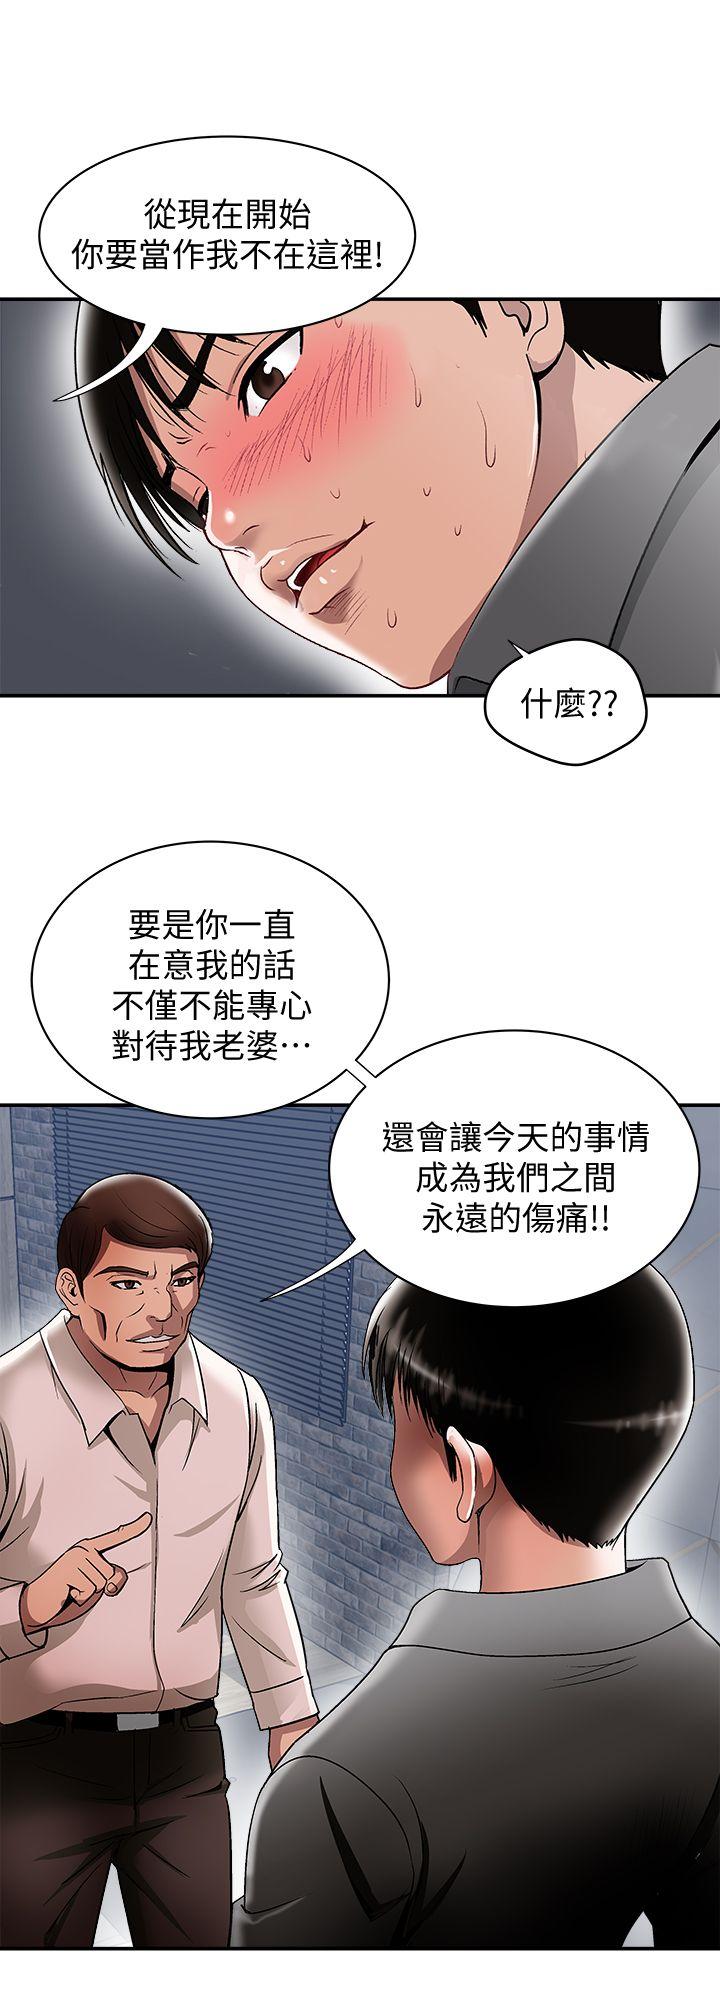 從現在開始
你要當作我不在這裡!
什麼??
要是你一直
在意我的話
不僅不能專心
對待我老婆…
還會讓今天的事情
成為我們之間
永遠的傷痛!!